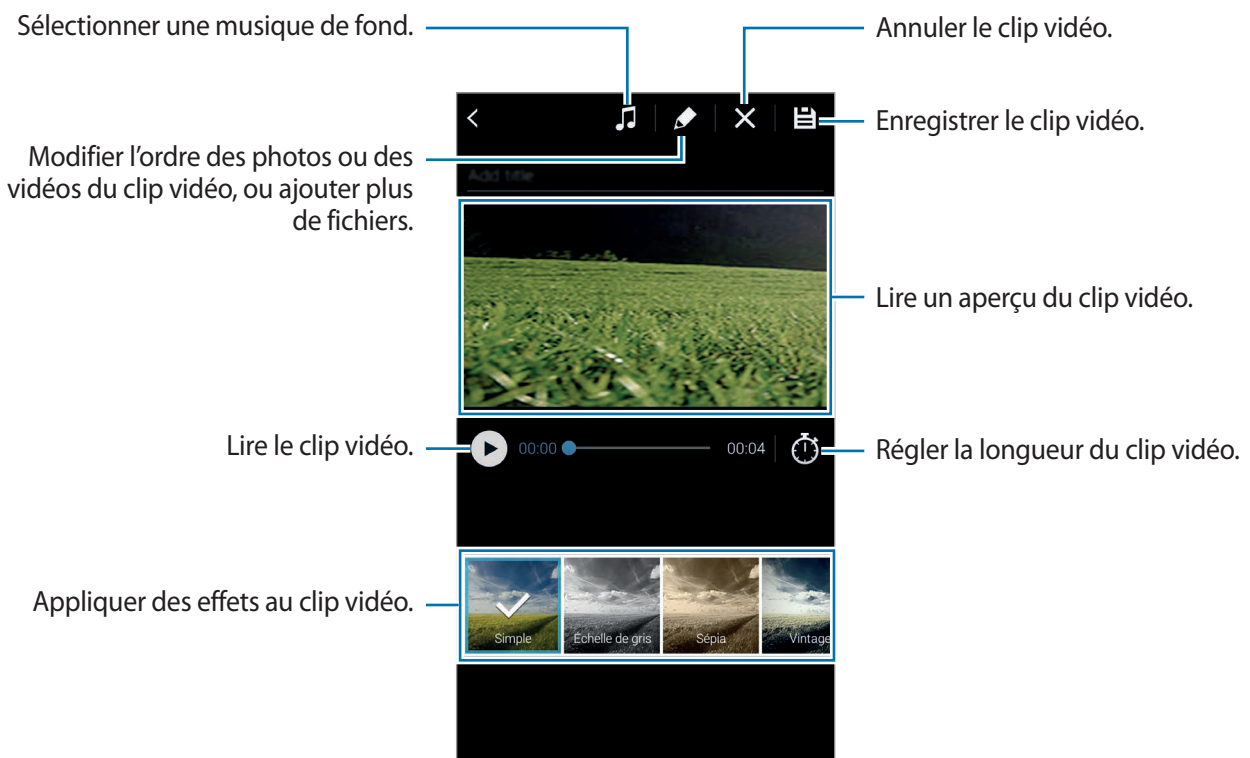 Sélectionner une musique de fond.
Annuler le clip vidéo.
Enregistrer le clip vidéo.
Modifier l’ordre des photos ou des
vidéos du clip vidéo, ou ajouter plus
de fichiers.
Add title
Lire un aperçu du clip vidéo.
Lire le clip vidéo.
00:00
00:04
Régler la longueur du clip vidéo.
Appliquer des effets au clip vidéo.
Simple
Échelle de gris
Sépia
Vintage